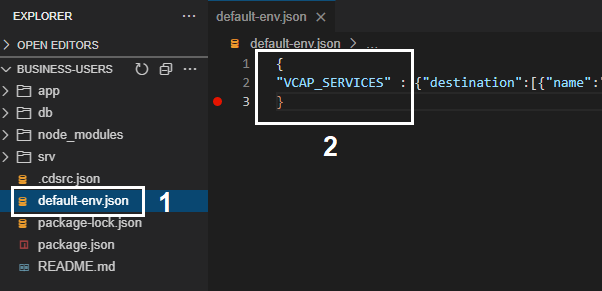 EXPLORER
OPEN EDITORS
BUSINESS-USERS
app
db
node_modules
srv
.cdsrc.json
default-env.json
1
package-lock.json
package.json
README.md
default-env.json
default-env.json > ...
1 {
2 "VCAP_SERVICES" : {"destination":[{"name":"
3 }
2